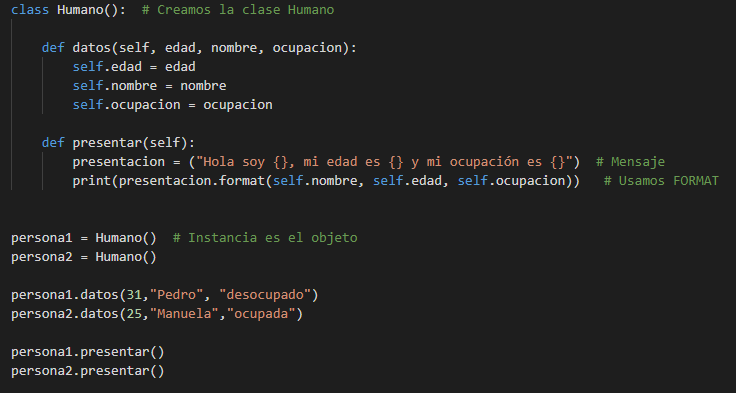 class Humano():  # Creamos la clase Humano
    def datos(self, edad, nombre, ocupacion):
        self.edad = edad
        self.nombre = nombre
        self.ocupacion = ocupacion
    def presentar(self):
        presentacion = ("Hola soy {}, mi edad es {} y mi ocupación es {}")  # Mensaje
        print(presentacion.format(self.nombre, self.edad, self.ocupacion))   # Usamos FORMAT
persona1 = Humano()  # Instancia es el objeto
persona2 = Humano()
persona1.datos(31,"Pedro", "desocupado")
persona2.datos(25,"Manuela","ocupada")
persona1.presentar()
persona2.presentar()